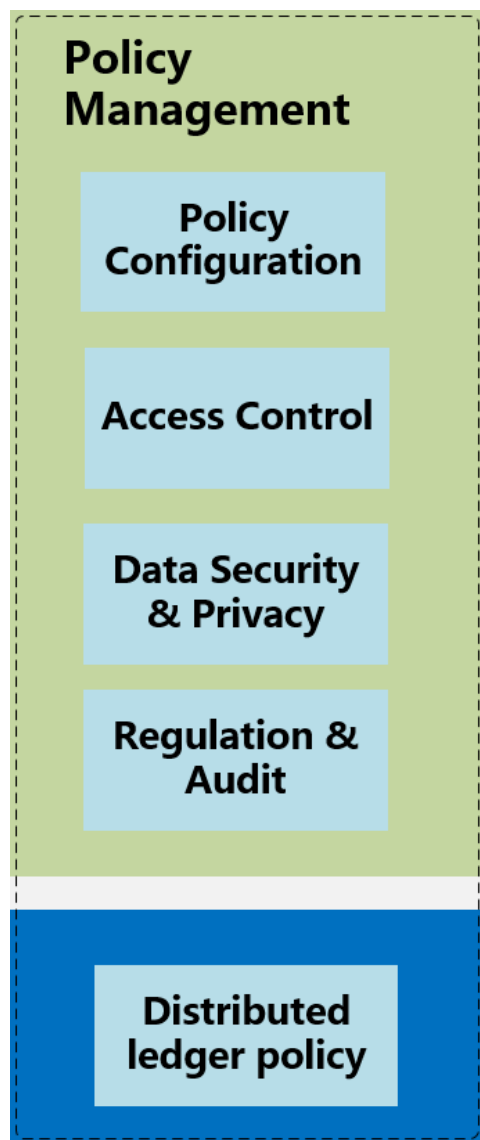 Policy
Management
Policy
Configuration
Access Control
Data Security
& Privacy
Regulation &
Audit
Distributed
ledger policy